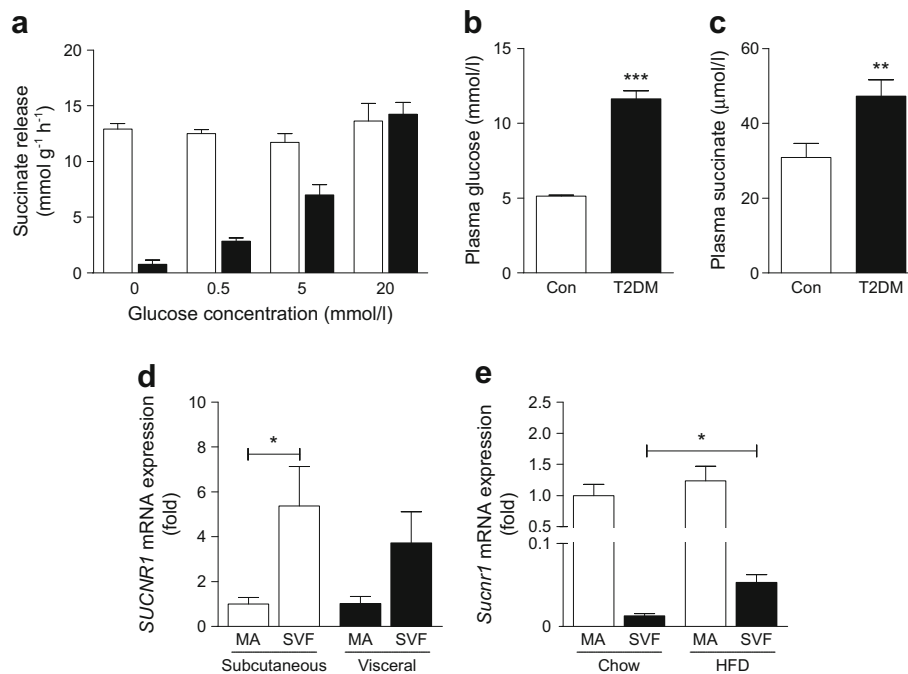 a
Succinate release
(mmol g⁻¹ h⁻¹)
20
15
10
5
0
0 0.5 5 20
Glucose concentration (mmol/l)
b
Plasma glucose (mmol/l)
15
10
5
0
***
Con T2DM
c
Plasma succinate (μmol/l)
60
40
20
0
**
Con T2DM
d
SUCNR1 mRNA expression
(fold)
10
8
6
4
2
0
*
MA SVF MA SVF
Subcutaneous Visceral
e
Sucnr1 mRNA expression
(fold)
2.5
2.0
1.5
1.0
0.5
0.1
0
*
MA SVF MA SVF
Chow HFD